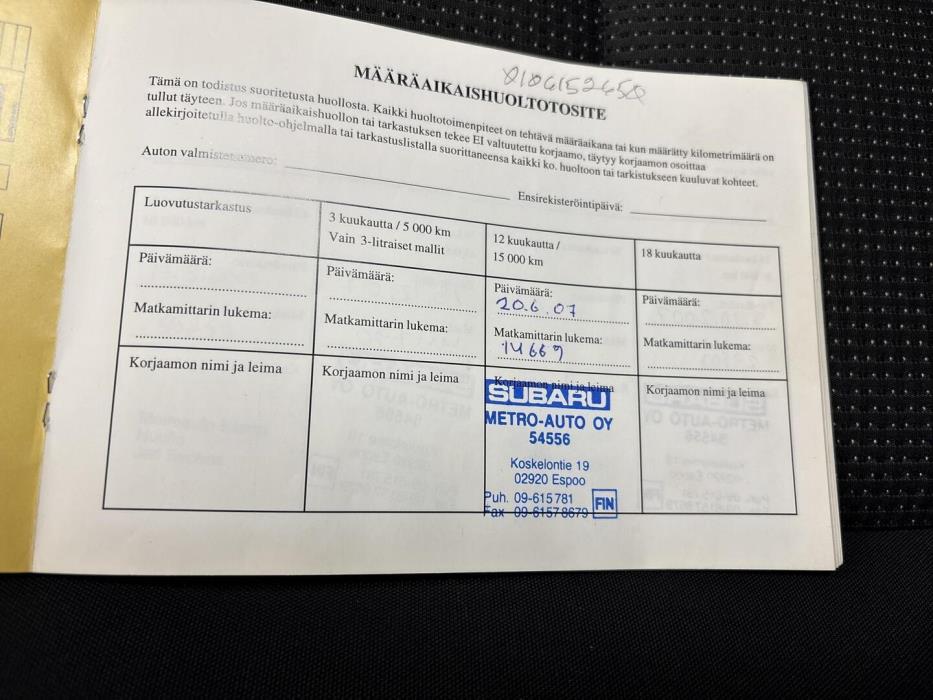 0106152650
MÄÄRÄAIKAISHUOLTOTOSITE
Tämä on todistus suoritetusta huollosta. Kaikki huoltotoimenpiteet on tehtävä määräaikana tai kun määrätty kilometrimäärä on
tullut täyteen. Jos määräaikaishuollon tai tarkastuksen tekee EI valtuutettu korjaamo, täytyy korjaamon osoittaa
allekirjoitetulla huolto-ohjelmalla tai tarkastuslistalla suorittaneensa kaikki ko. huoltoon tai tarkistukseen kuuluvat kohteet.
Auton valmistenumero:
Ensirekisteröintipäivä:
Luovutustarkastus
3 kuukautta / 5 000 km
Vain 3-litraiset mallit
12 kuukautta /
15 000 km
18 kuukautta
Päivämäärä:
Matkamittarin lukema:
Päivämäärä:
Matkamittarin lukema:
Päivämäärä:
20.6.07
Matkamittarin lukema:
14669
Päivämäärä:
Matkamittarin lukema:
Korjaamon nimi ja leima
Korjaamon nimi ja leima
Korjaamon nimi ja leima
SUBARU
METRO-AUTO OY
54556
Koskelontie 19
02920 Espoo
Puh. 09-615 781
Fax 09-6157 8679
FIN
Korjaamon nimi ja leima